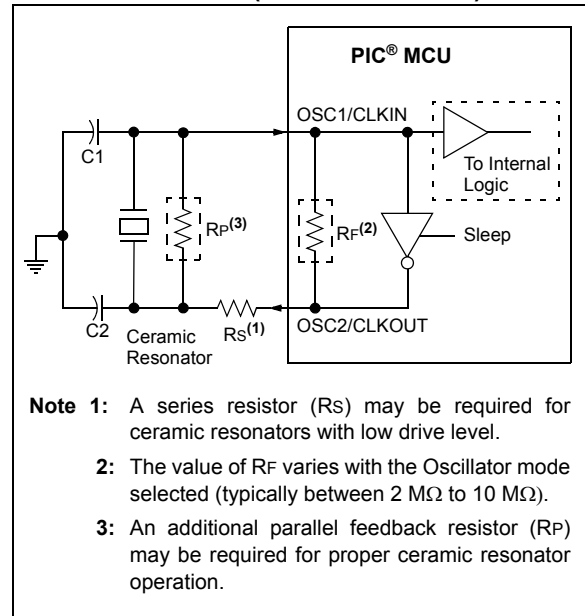 PIC® MCU
OSC1/CLKIN
C1
To Internal
Logic
RP(3)
RF(2)
Sleep
C2
Ceramic
Resonator
RS(1)
OSC2/CLKOUT
Note 1: A series resistor (RS) may be required for
ceramic resonators with low drive level.
2: The value of RF varies with the Oscillator mode
selected (typically between 2 MΩ to 10 MΩ).
3: An additional parallel feedback resistor (RP)
may be required for proper ceramic resonator
operation.